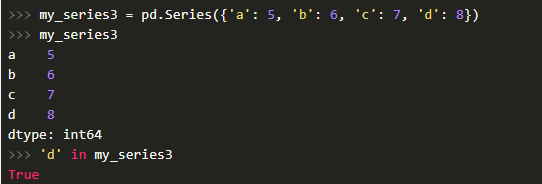 >>> my_series3 = pd.Series({'a': 5, 'b': 6, 'c': 7, 'd': 8})
>>> my_series3
a    5
b    6
c    7
d    8
dtype: int64
>>> 'd' in my_series3
True